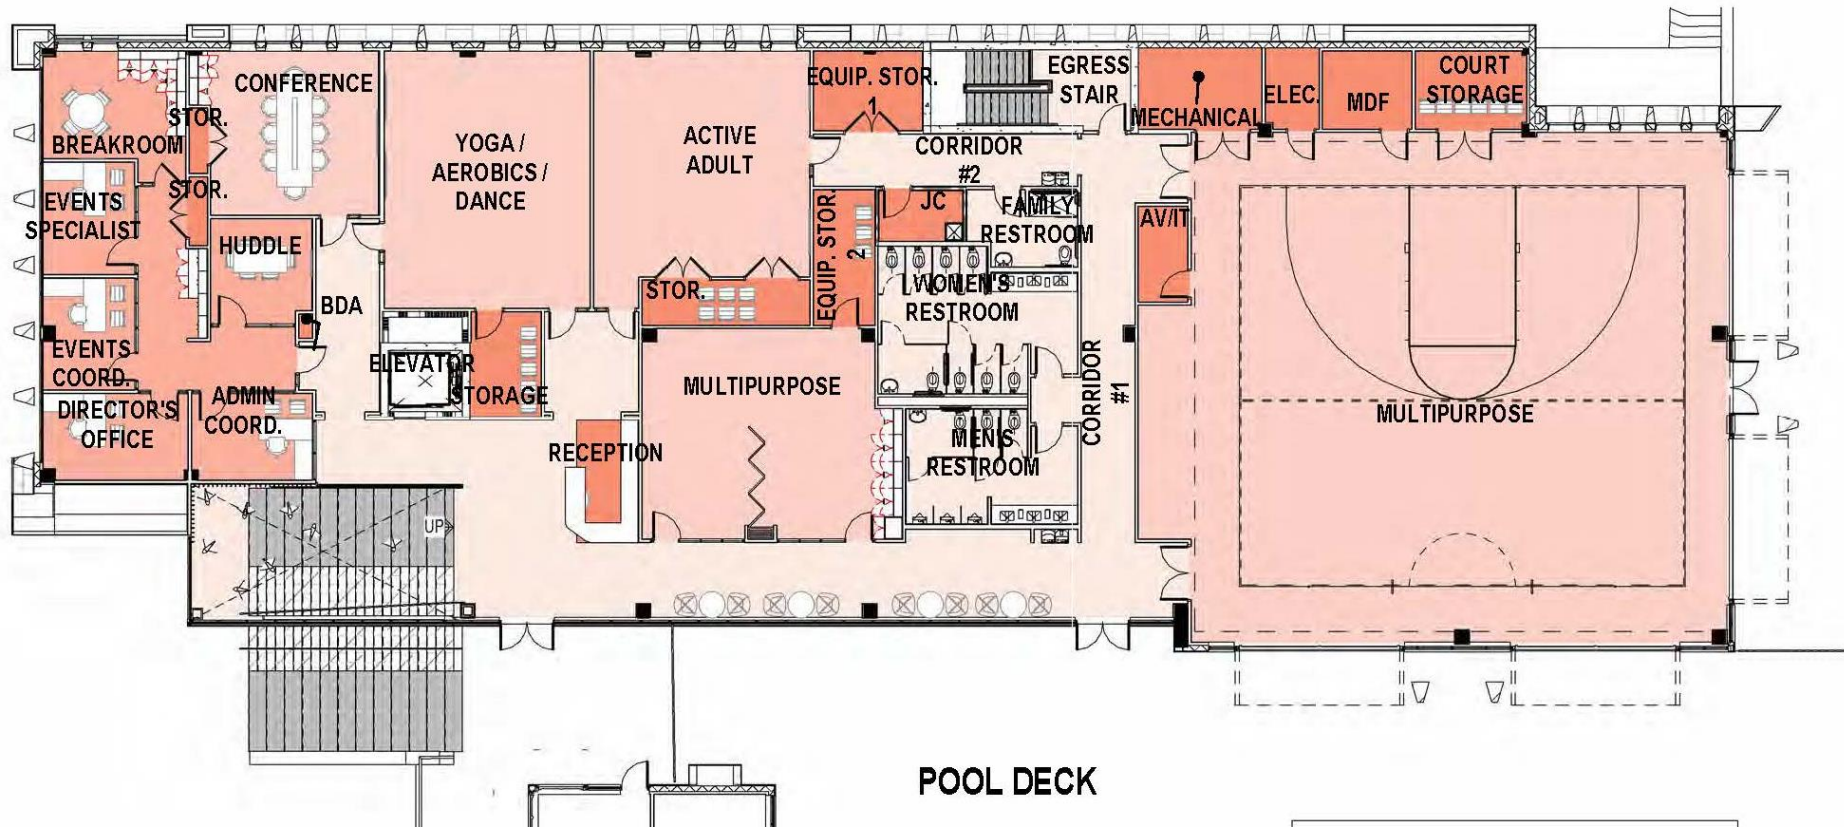 CONFERENCE
STOR.
BREAKROOM
STOR.
EVENTS
SPECIALIST
HUDDLE
BDA
EVENTS
COORD.
DIRECTOR'S
OFFICE
ADMIN
COORD.
YOGA /
AEROBICS /
DANCE
ACTIVE
ADULT
STOR.
ELEVATOR
STORAGE
RECEPTION
MULTIPURPOSE
UP
EQUIP. STOR.
1
EGRESS
STAIR
CORRIDOR
#2
EQUIP. STOR.
2
JC
FAMILY
RESTROOM
WOMEN'S
RESTROOM
MEN'S
RESTROOM
CORRIDOR
#1
MECHANICAL
ELEC.
MDF
COURT
STORAGE
AV/IT
MULTIPURPOSE
POOL DECK